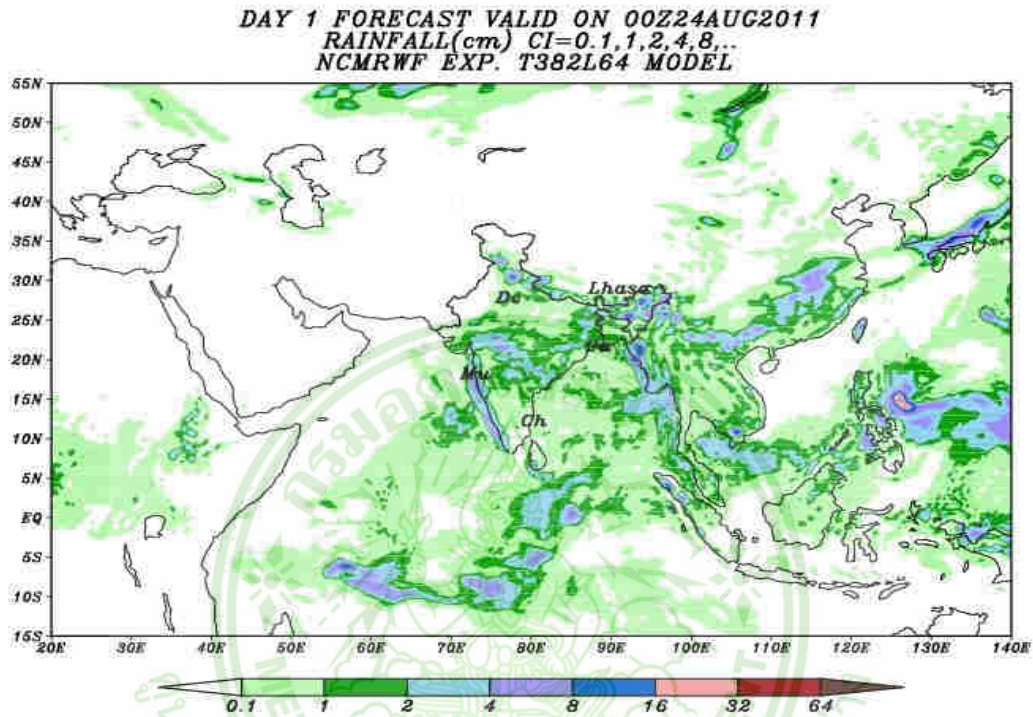 DAY 1 FORECAST VALID ON 00Z24AUG2011
RAINFALL(cm) CI=0.1,1,2,4,8,..
NCMRWF EXP. T382L64 MODEL
55N
50N
45N
40N
35N
30N
25N
20N
15N
10N
5N
EQ
5S
10S
15S
De
Lhasa
Mu
Ch
20E 30E 40E 50E 60E 70E 80E 90E 100E 110E 120E 130E 140E
0.1 1 2 4 8 16 32 64